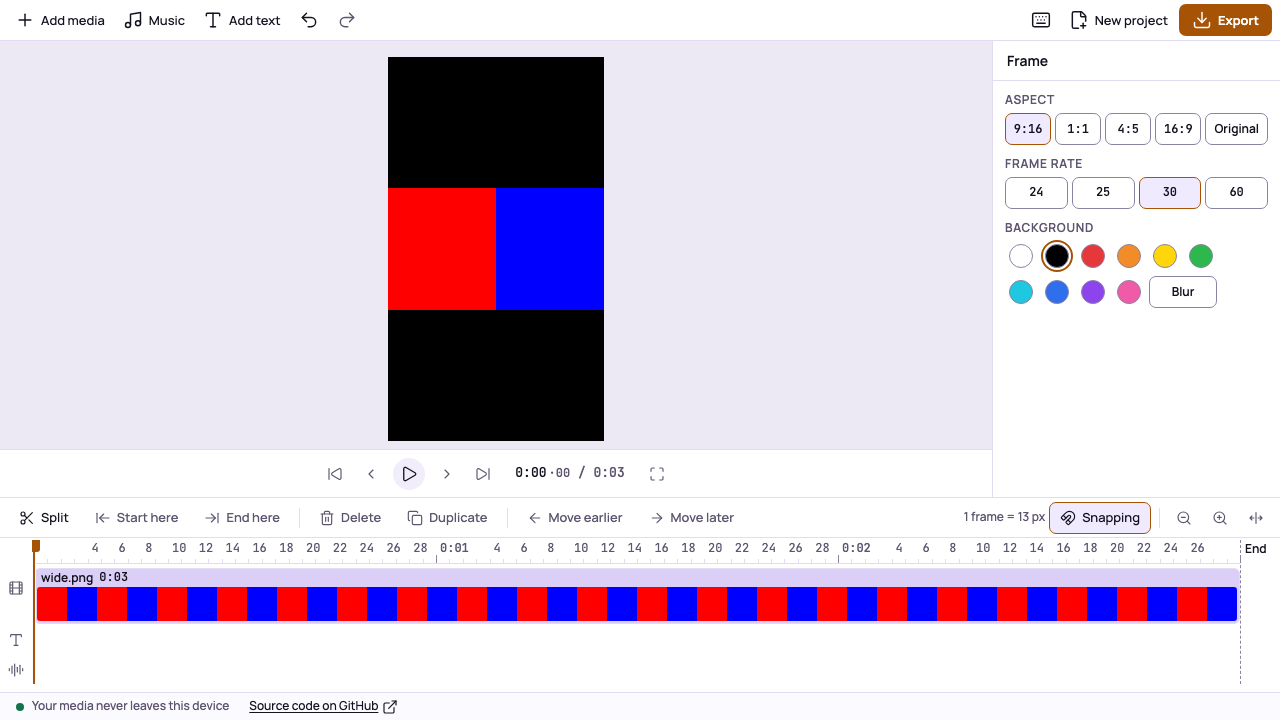 Add media Music Add text New project Export
Frame
ASPECT
9:16 1:1 4:5 16:9 Original
FRAME RATE
24 25 30 60
BACKGROUND
Blur
0:00·00 / 0:03
Split Start here End here Delete Duplicate Move earlier Move later 1 frame = 13 px Snapping
4 6 8 10 12 14 16 18 20 22 24 26 28 0:01 4 6 8 10 12 14 16 18 20 22 24 26 28 0:02 4 6 8 10 12 14 16 18 20 22 24 26 End
wide.png 0:03
Your media never leaves this device Source code on GitHub